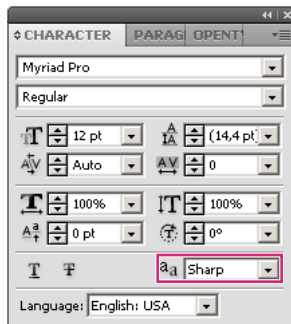 CHARACTER PARAG OPENT
Myriad Pro
Regular
12 pt (14,4 pt)
Auto 0
100% 100%
0 pt 0°
T T aa Sharp
Language: English: USA